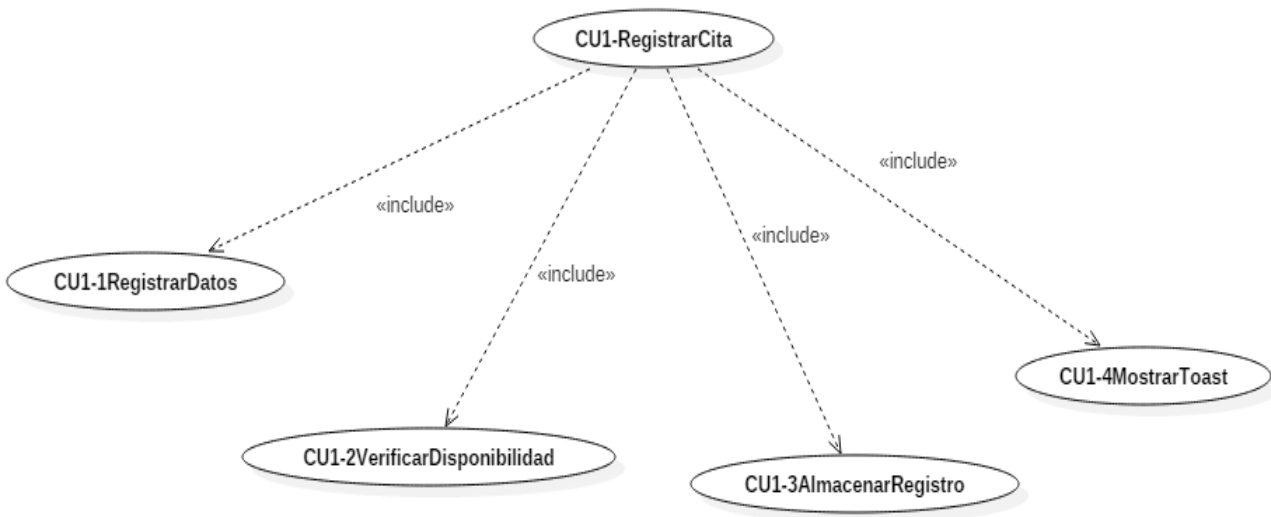 CU1-RegistrarCita
«include»
«include»
«include»
«include»
CU1-1RegistrarDatos
CU1-4MostrarToast
CU1-2VerificarDisponibilidad
CU1-3AlmacenarRegistro